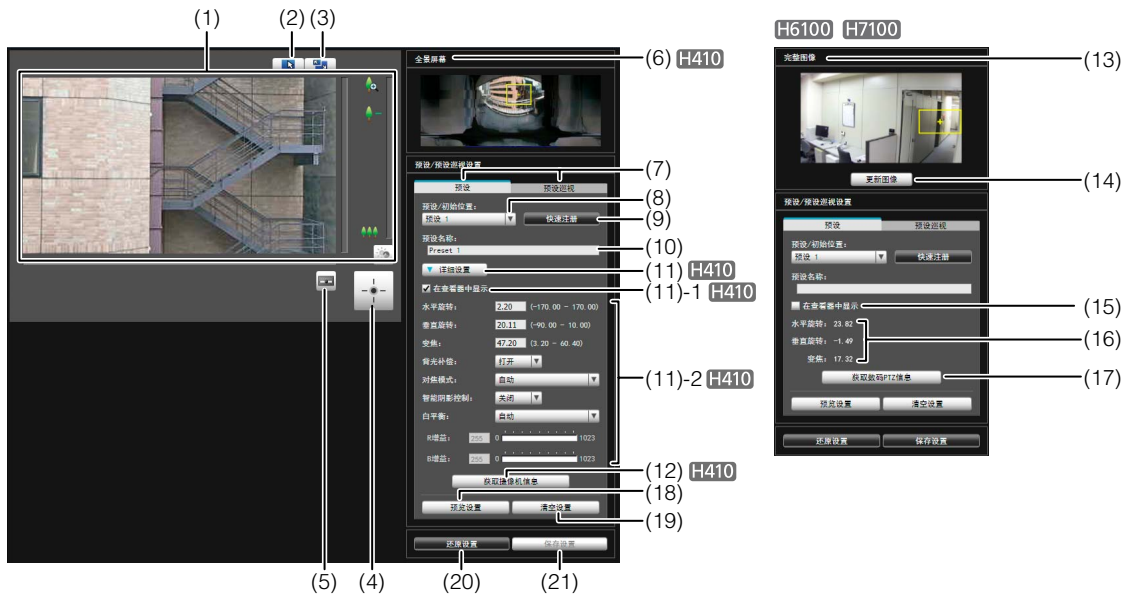 (1)
(2) (3)
(6) H410
全景屏幕
预设/预设巡视设置
(7)
预设 预设巡视
预设/初始位置：
(8)
预设 1 快速注册
(9)
预设名称：
Preset 1
(10)
详细设置
(11) H410
在查看器中显示
(11)-1 H410
水平旋转： 2.20 (-170.00 - 170.00)
垂直旋转： 20.11 (-90.00 - 10.00)
变焦： 47.20 (3.20 - 60.40)
背光补偿： 打开
对焦模式： 自动
(11)-2 H410
智能阴影控制： 关闭
白平衡： 自动
R增益： 255 0 1023
B增益： 255 0 1023
获取摄像机信息
(12) H410
预览设置 清空设置
(18)
(19)
还原设置 保存设置
(5) (4) (20) (21)
H6100 H7100
完整图像
(13)
更新图像
(14)
预设/预设巡视设置
预设 预设巡视
预设/初始位置：
预设 1 快速注册
预设名称：
在查看器中显示
(15)
水平旋转： 23.82
垂直旋转： -1.49
(16)
变焦： 17.32
获取数码PTZ信息
(17)
预览设置 清空设置
还原设置 保存设置